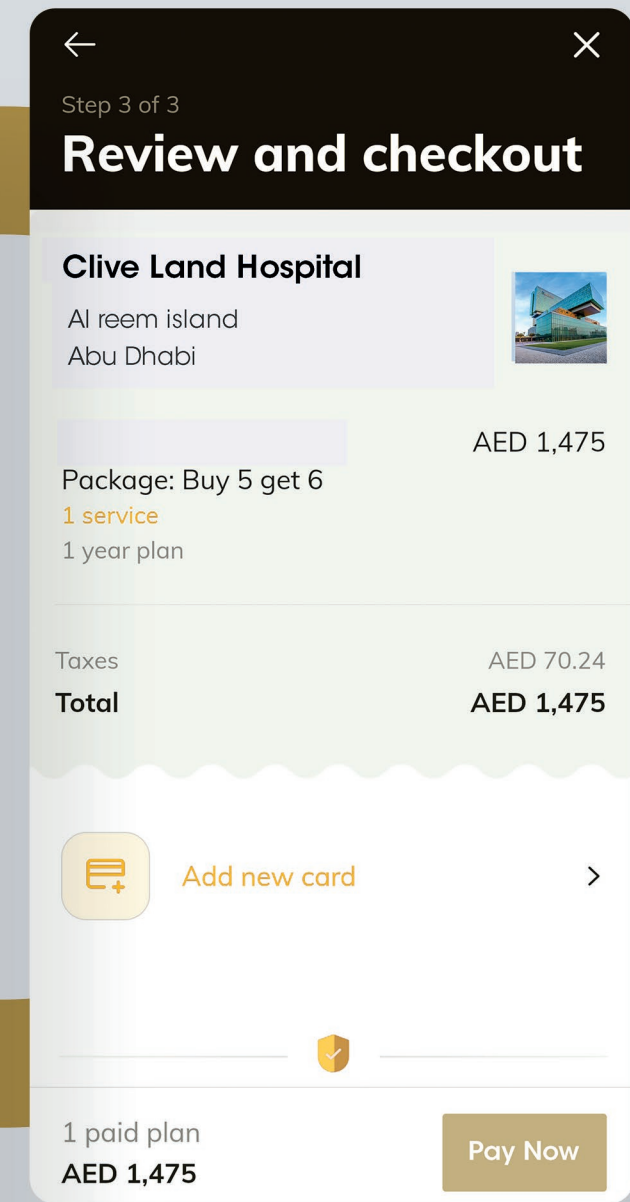 Step 3 of 3
Review and checkout
Clive Land Hospital
Al reem island
Abu Dhabi
AED 1,475
Package: Buy 5 get 6
1 service
1 year plan
Taxes AED 70.24
Total AED 1,475
Add new card
1 paid plan
AED 1,475
Pay Now